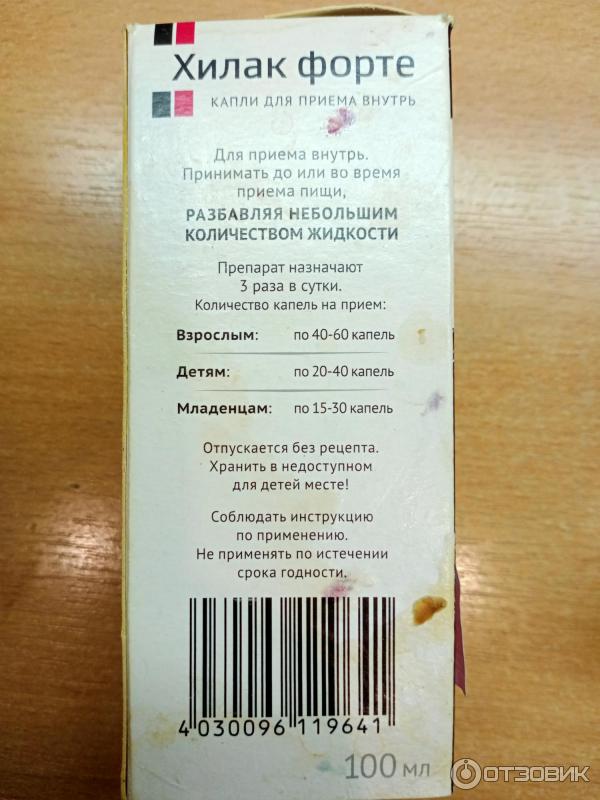 Хилак форте
КАПЛИ ДЛЯ ПРИЕМА ВНУТРЬ
Для приема внутрь.
Принимать до или во время
приема пищи,
РАЗБАВЛЯЯ НЕБОЛЬШИМ
КОЛИЧЕСТВОМ ЖИДКОСТИ
Препарат назначают
3 раза в сутки.
Количество капель на прием:
Взрослым: по 40-60 капель
Детям: по 20-40 капель
Младенцам: по 15-30 капель
Отпускается без рецепта.
Хранить в недоступном
для детей месте!
Соблюдать инструкцию
по применению.
Не применять по истечении
срока годности.
4 030096 119641
100 мл
ОТЗОВИК